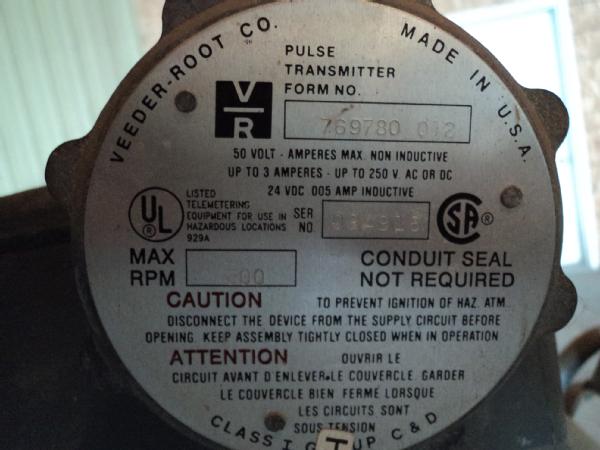 VEEDER-ROOT CO.
MADE IN U.S.A.
PULSE
TRANSMITTER
FORM NO.
V
R
769780 012
50 VOLT - AMPERES MAX. NON INDUCTIVE
UP TO 3 AMPERES - UP TO 250 V. AC OR DC
24 VDC .005 AMP INDUCTIVE
UL ®
LISTED
TELEMETERING
EQUIPMENT FOR USE IN
HAZARDOUS LOCATIONS
929A
SER
NO
SA ®
MAX
RPM
CONDUIT SEAL
NOT REQUIRED
CAUTION TO PREVENT IGNITION OF HAZ. ATM.
DISCONNECT THE DEVICE FROM THE SUPPLY CIRCUIT BEFORE
OPENING. KEEP ASSEMBLY TIGHTLY CLOSED WHEN IN OPERATION
ATTENTION OUVRIR LE
CIRCUIT AVANT D'ENLEVER LE COUVERCLE. GARDER
LE COUVERCLE BIEN FERMÉ LORSQUE
LES CIRCUITS SONT
SOUS TENSION
CLASS I C & D
T